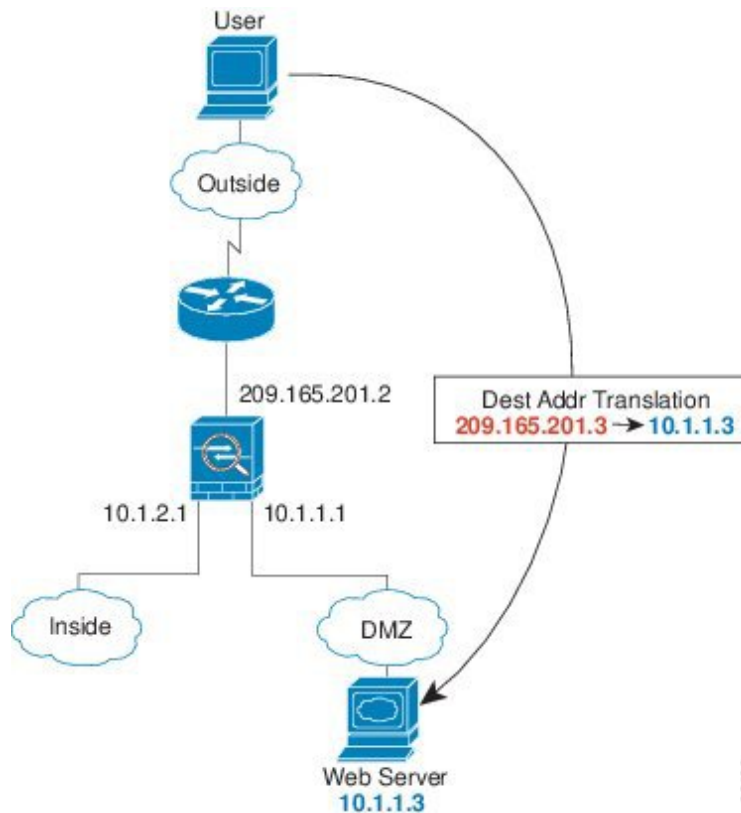 User
Outside
209.165.201.2
Dest Addr Translation
209.165.201.3 → 10.1.1.3
10.1.2.1
10.1.1.1
Inside
DMZ
Web Server
10.1.1.3